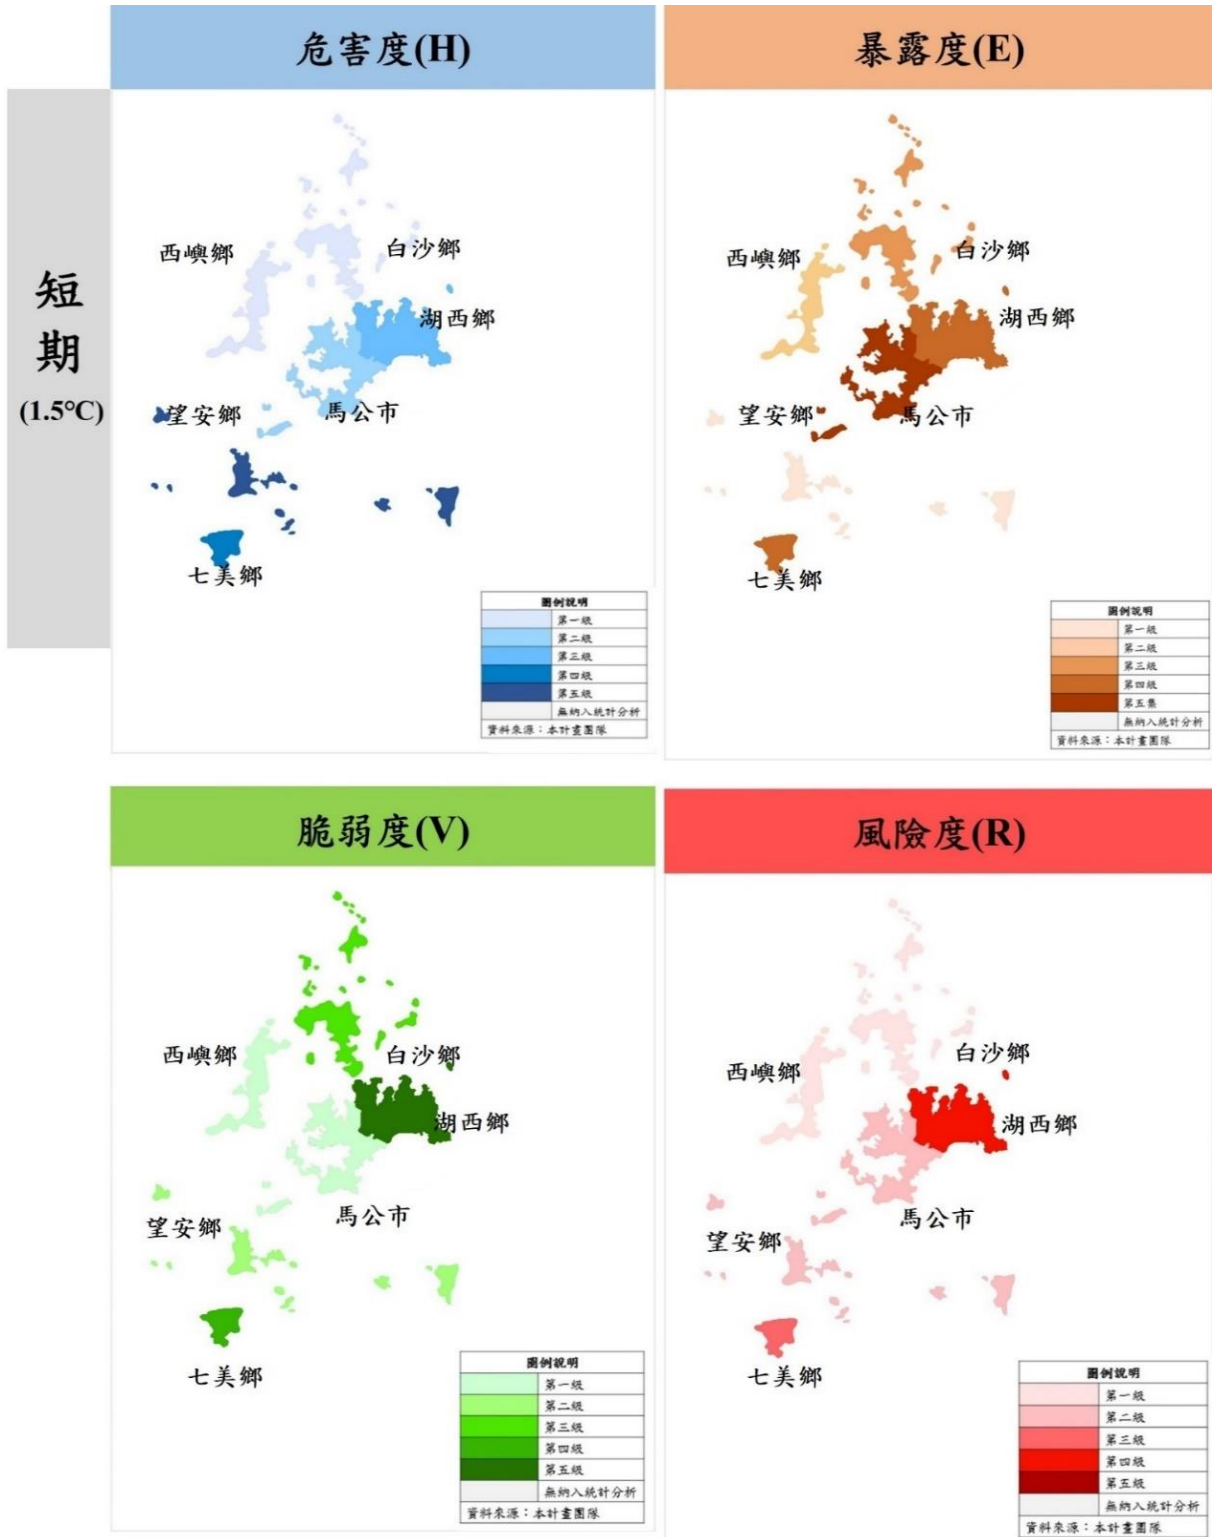 危害度(H)
暴露度(E)
短
期
(1.5℃)
西嶼鄉
白沙鄉
湖西鄉
望安鄉
馬公市
七美鄉
圖例說明
第一級
第二級
第三級
第四級
第五級
無納入統計分析
資料來源：本計畫團隊
西嶼鄉
白沙鄉
湖西鄉
望安鄉
馬公市
七美鄉
圖例說明
第一級
第二級
第三級
第四級
第五集
無納入統計分析
資料來源：本計畫團隊
脆弱度(V)
風險度(R)
西嶼鄉
白沙鄉
湖西鄉
望安鄉
馬公市
七美鄉
圖例說明
第一級
第二級
第三級
第四級
第五級
無納入統計分析
資料來源：本計畫團隊
西嶼鄉
白沙鄉
湖西鄉
望安鄉
馬公市
七美鄉
圖例說明
第一級
第二級
第三級
第四級
第五級
無納入統計分析
資料來源：本計畫團隊